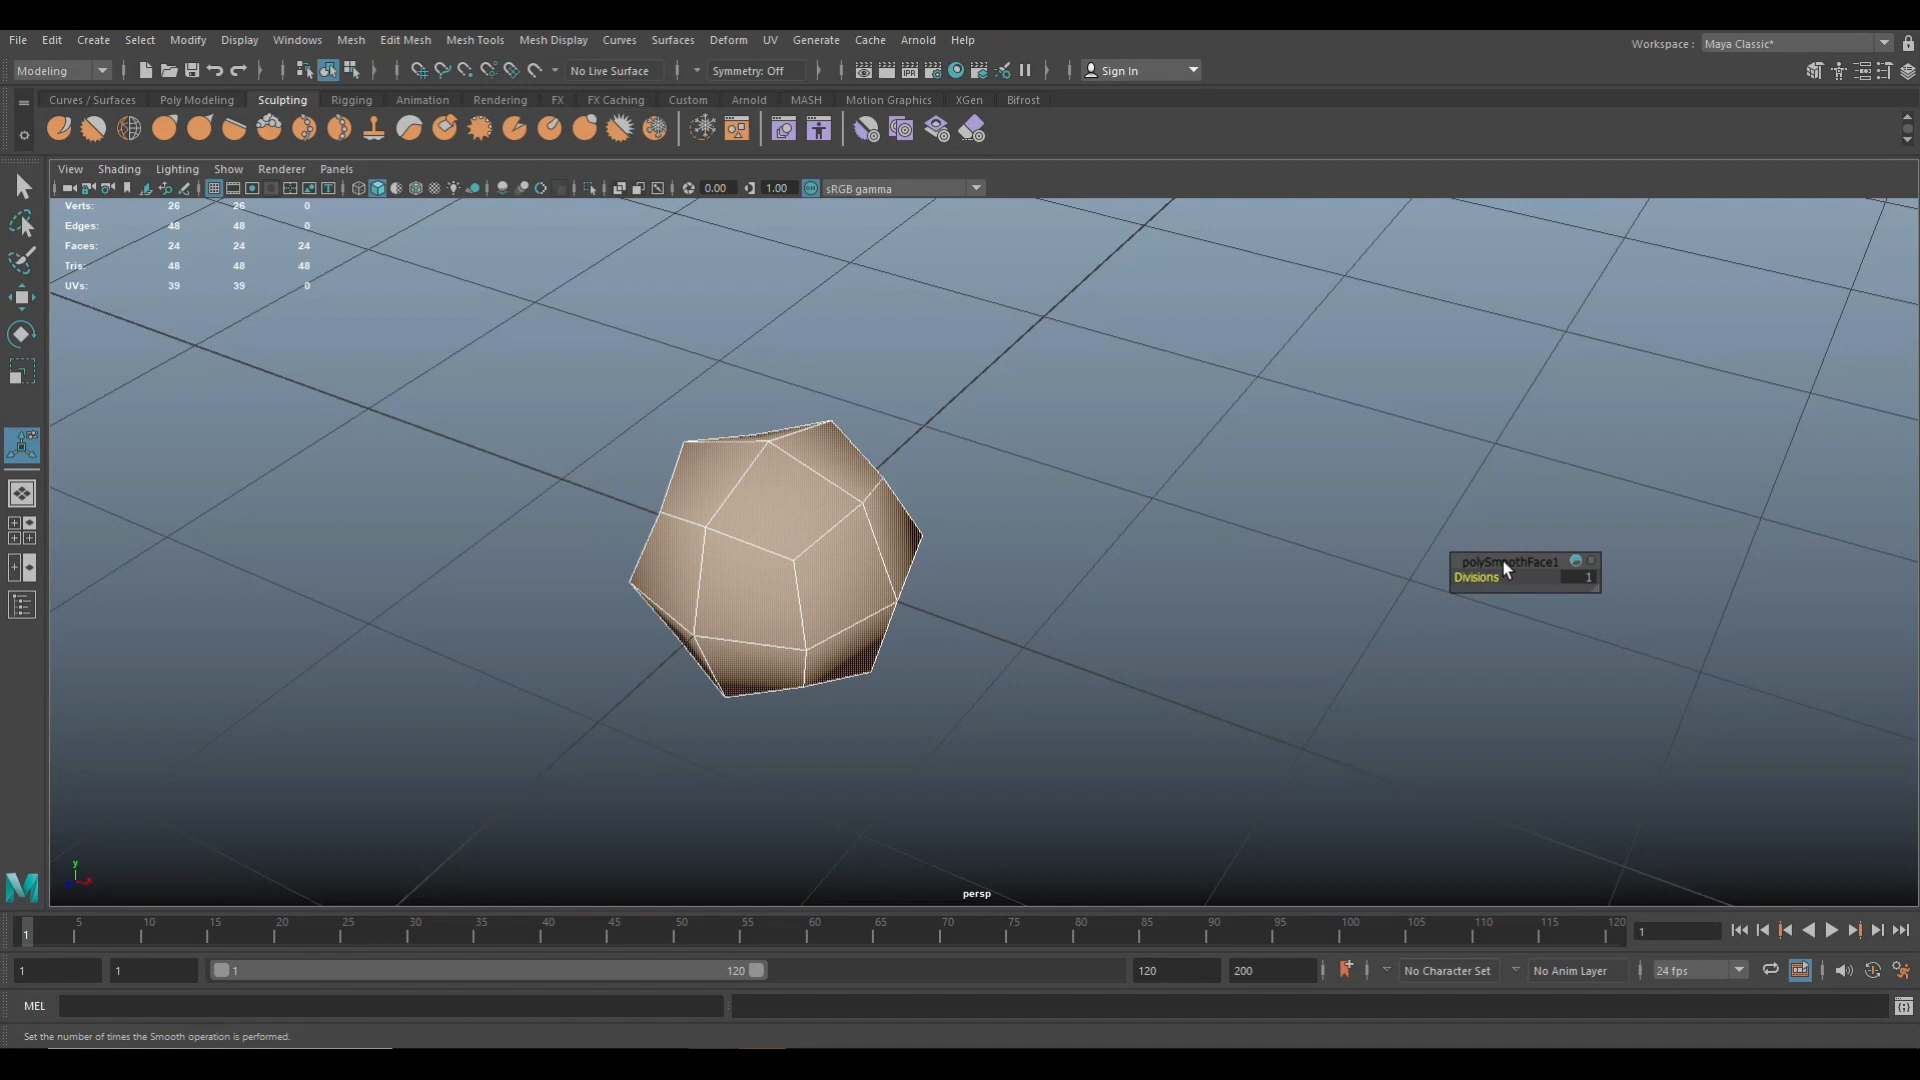 File Edit Create Select Modify Display Windows Mesh Edit Mesh Mesh Tools Mesh Display Curves Surfaces Deform UV Generate Cache Arnold Help
Workspace : Maya Classic*
Modeling No Live Surface Symmetry: Off IPR Sign In
Curves / Surfaces Poly Modeling Sculpting Rigging Animation Rendering FX FX Caching Custom Arnold MASH Motion Graphics XGen Bifrost
View Shading Lighting Show Renderer Panels
0.00 1.00 ON sRGB gamma
Verts: 26 26 0
Edges: 48 48 0
Faces: 24 24 24
Tris: 48 48 48
UVs: 39 39 0
polySmoothFace1
Divisions 1
y
x
persp
1 5 10 15 20 25 30 35 40 45 50 55 60 65 70 75 80 85 90 95 100 105 110 115 120 1
1 1 1 120 120 200 No Character Set No Anim Layer 24 fps
MEL
Set the number of times the Smooth operation is performed.